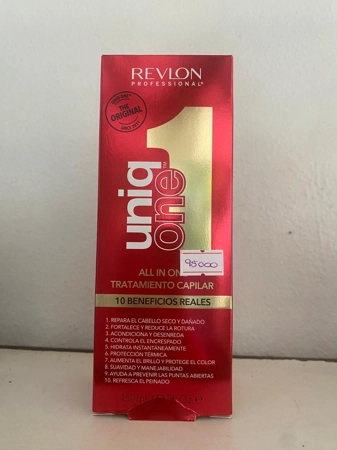 REVLON
PROFESSIONAL®
THE ORIGINAL
uniq
one™
1
95000
ALL IN ONE
TRATAMIENTO CAPILAR
10 BENEFICIOS REALES
1. REPARA EL CABELLO SECO Y DAÑADO
2. FORTALECE Y REDUCE LA ROTURA
3. ACONDICIONA Y DESENREDA
4. CONTROLA EL ENCRESPADO
5. HIDRATA INSTANTÁNEAMENTE
6. PROTECCIÓN TÉRMICA
7. AUMENTA EL BRILLO Y PROTEGE EL COLOR
8. SUAVIDAD Y MANEJABILIDAD
9. AYUDA A PREVENIR LAS PUNTAS ABIERTAS
10. REFRESCA EL PEINADO